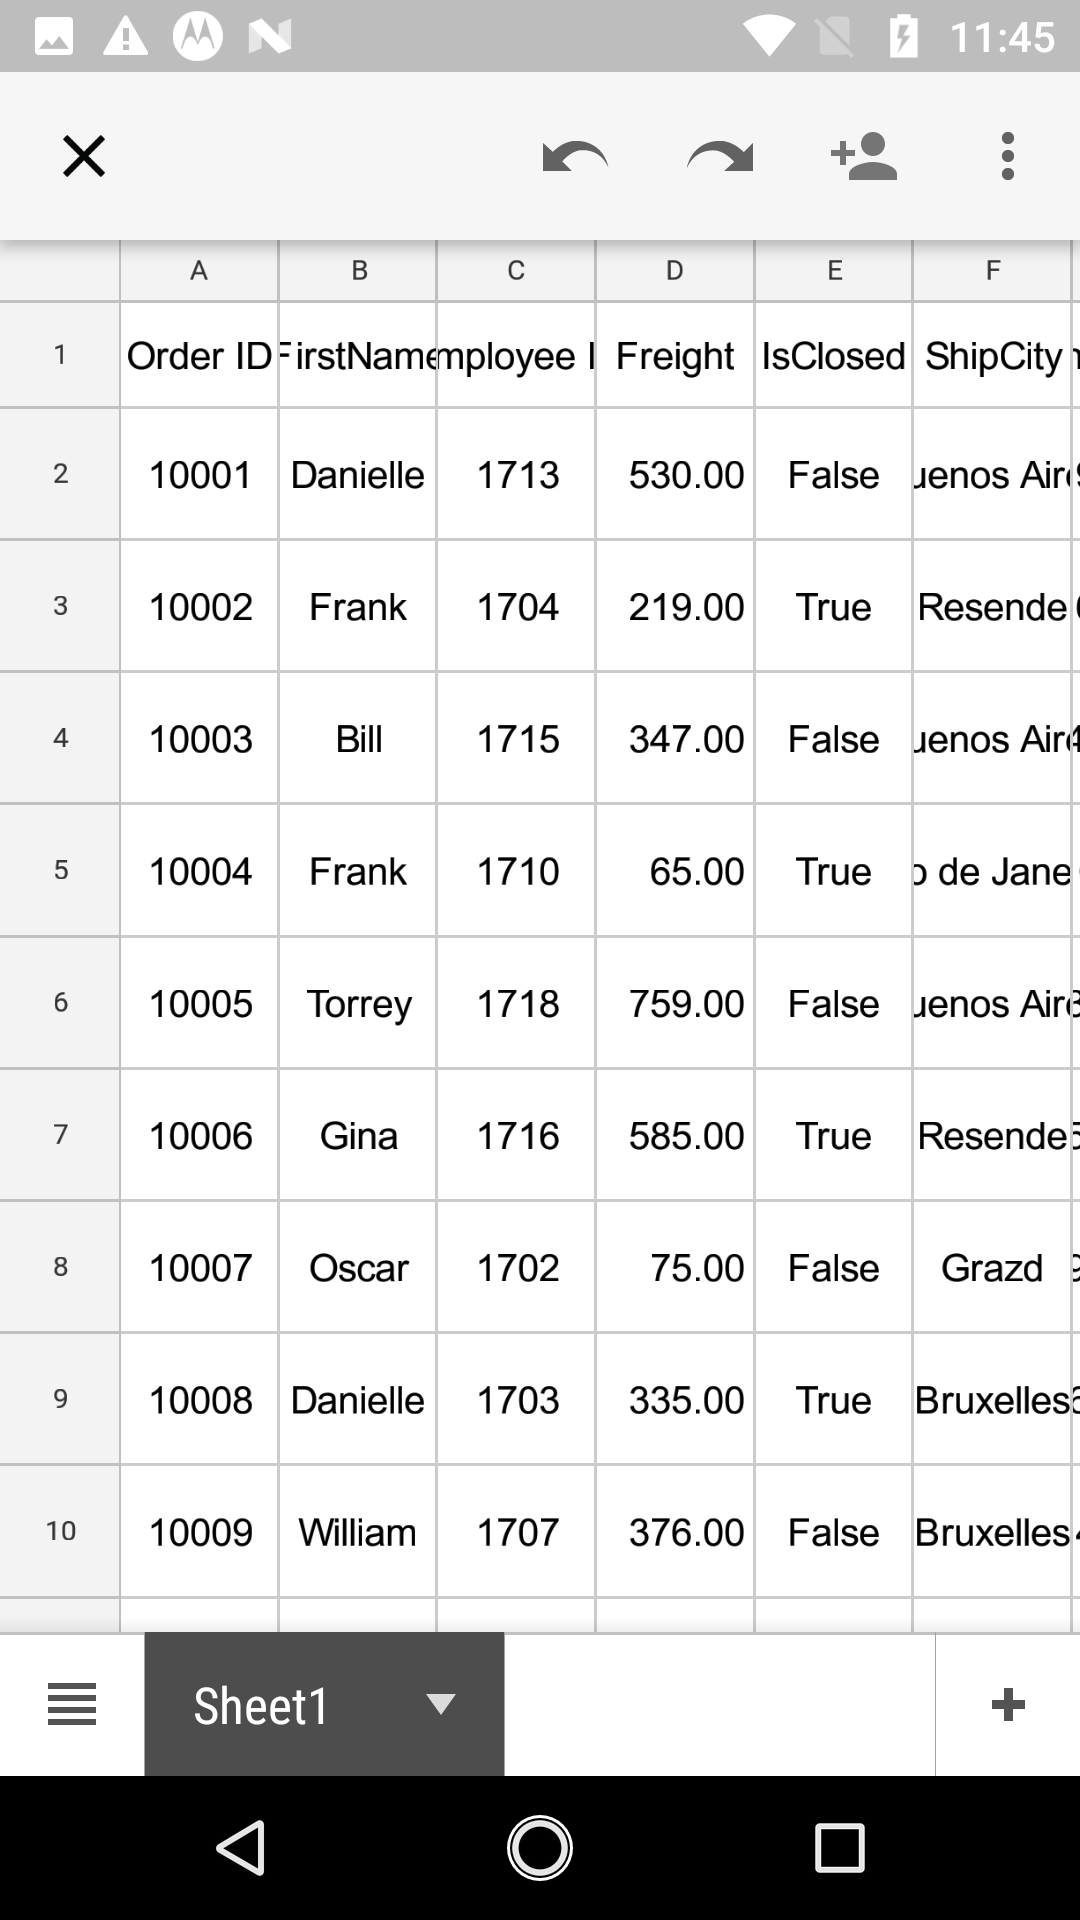 11:45
A B C D E F
1 Order ID FirstName mployee I Freight IsClosed ShipCity
2 10001 Danielle 1713 530.00 False uenos Air
3 10002 Frank 1704 219.00 True Resende
4 10003 Bill 1715 347.00 False uenos Air
5 10004 Frank 1710 65.00 True o de Jane
6 10005 Torrey 1718 759.00 False uenos Air
7 10006 Gina 1716 585.00 True Resende
8 10007 Oscar 1702 75.00 False Grazd
9 10008 Danielle 1703 335.00 True Bruxelles
10 10009 William 1707 376.00 False Bruxelles
Sheet1